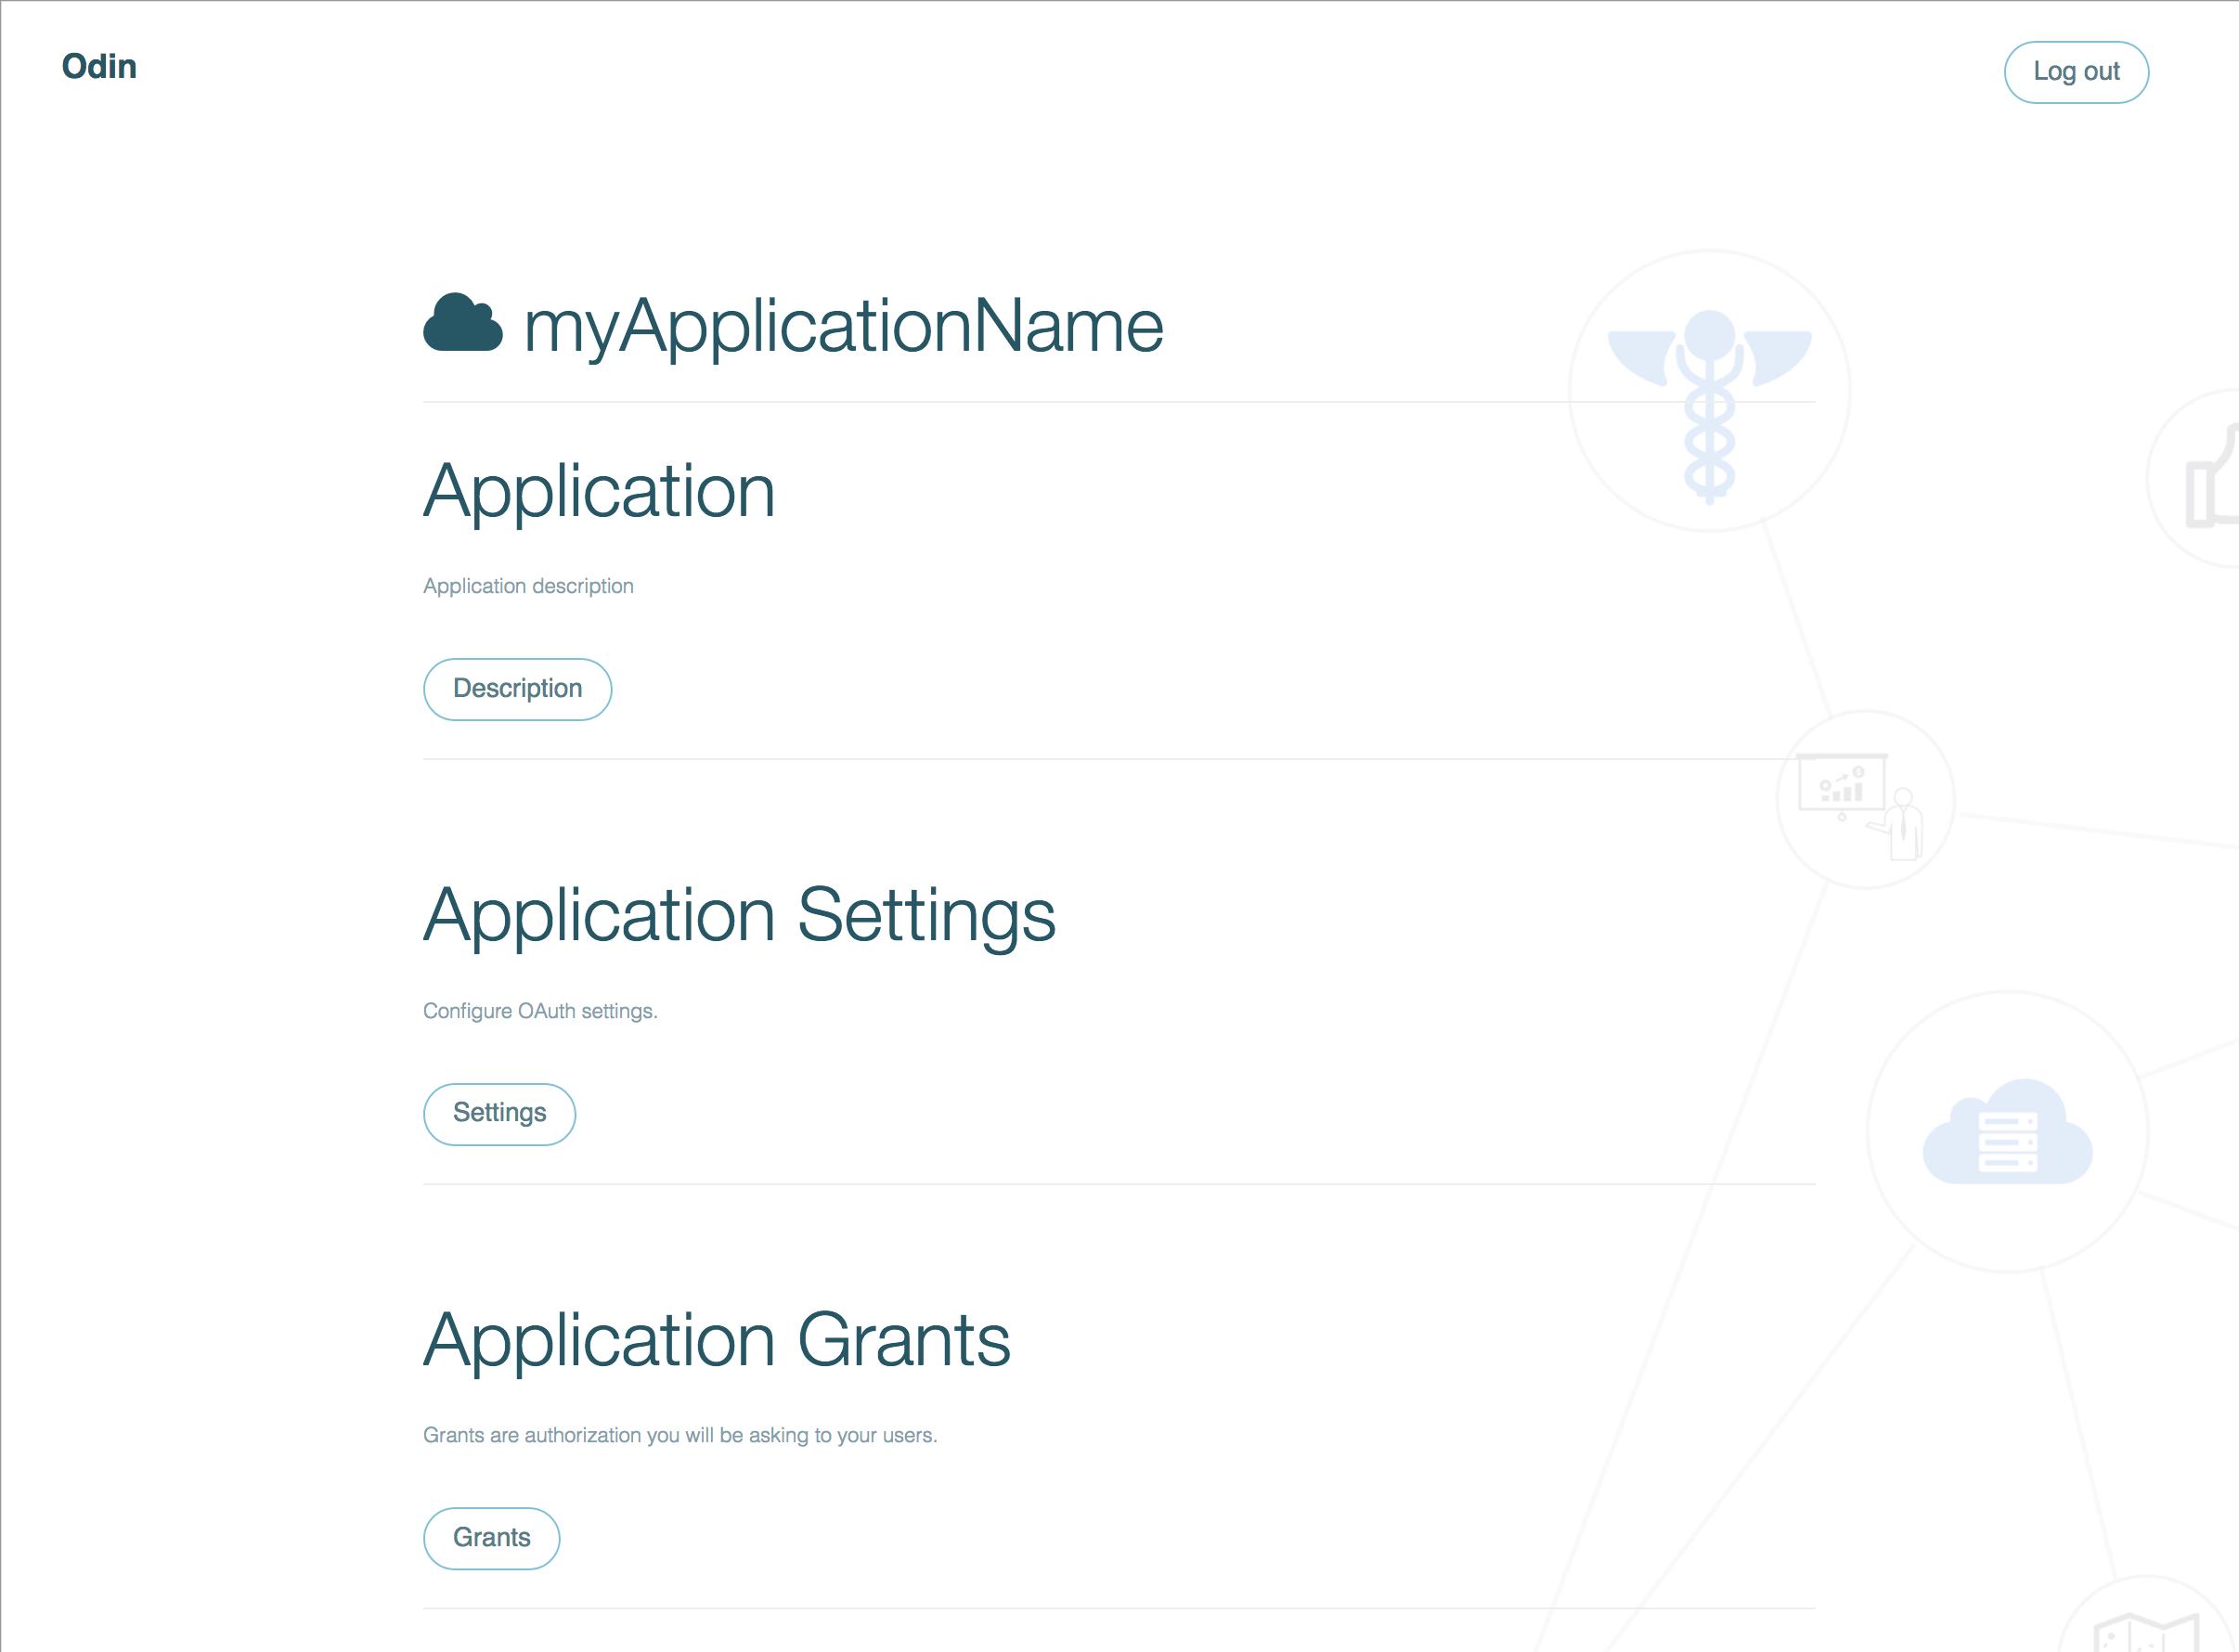 Odin
Log out
myApplicationName
Application
Application description
Description
Application Settings
Configure OAuth settings.
Settings
Application Grants
Grants are authorization you will be asking to your users.
Grants